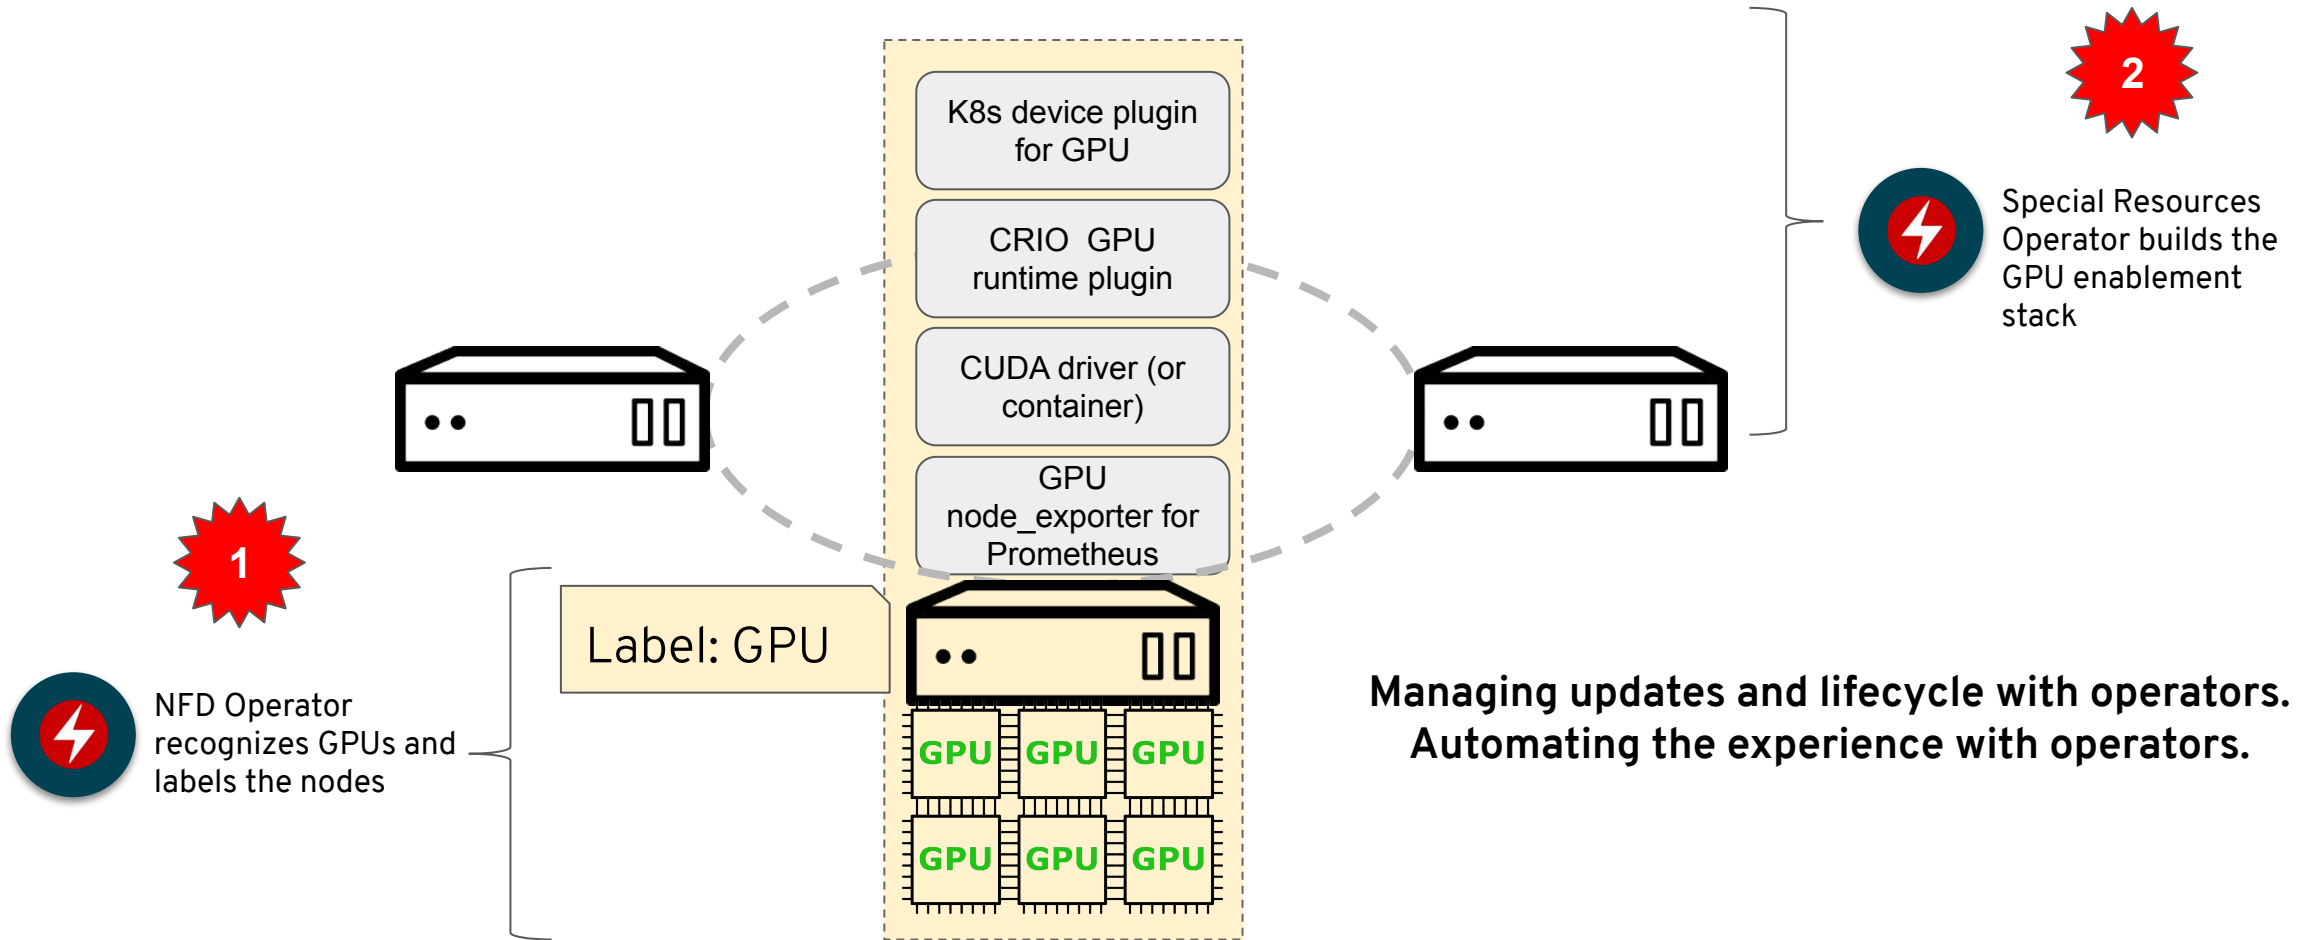 K8s device plugin
for GPU
CRIO  GPU
runtime plugin
CUDA driver (or
container)
GPU
node_exporter for
Prometheus
2
Special Resources
Operator builds the
GPU enablement
stack
1
NFD Operator
recognizes GPUs and
labels the nodes
Label: GPU
GPU GPU GPU
GPU GPU GPU
Managing updates and lifecycle with operators.
Automating the experience with operators.